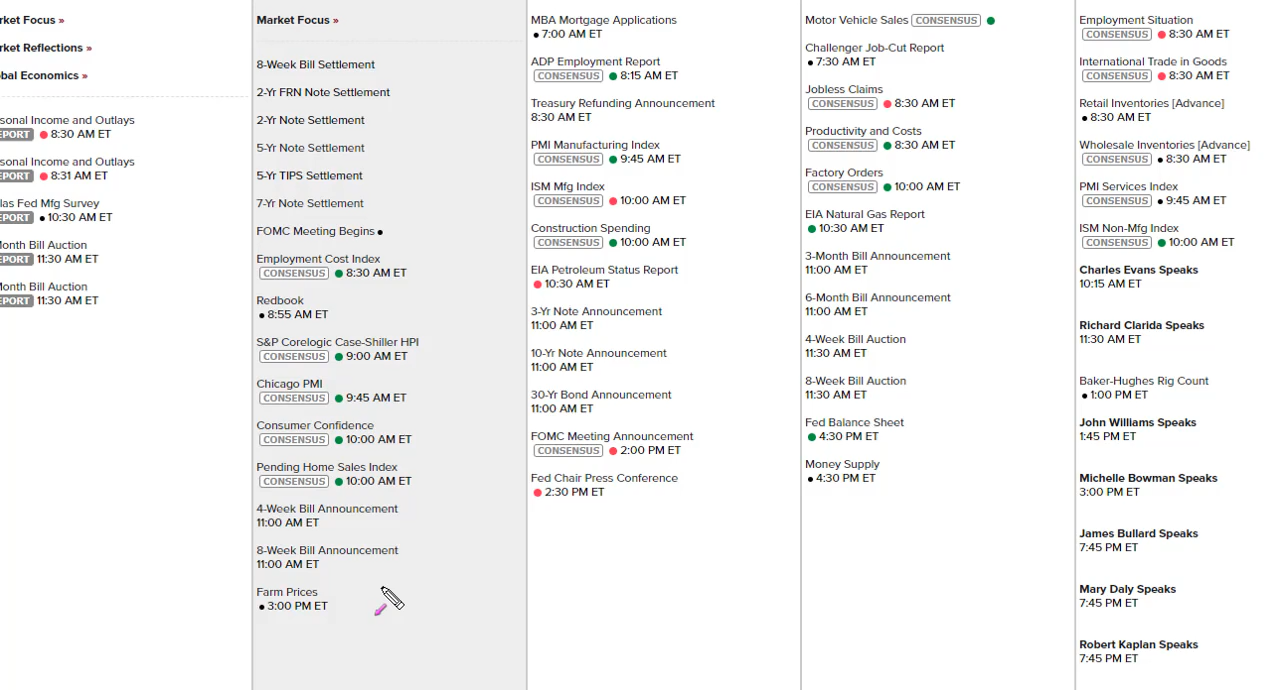 rket Focus »
rket Reflections »
bal Economics »
sonal Income and Outlays
EPORT 8:30 AM ET
sonal Income and Outlays
EPORT 8:31 AM ET
las Fed Mfg Survey
EPORT 10:30 AM ET
Month Bill Auction
EPORT 11:30 AM ET
Month Bill Auction
EPORT 11:30 AM ET
Market Focus »
8-Week Bill Settlement
2-Yr FRN Note Settlement
2-Yr Note Settlement
5-Yr Note Settlement
5-Yr TIPS Settlement
7-Yr Note Settlement
FOMC Meeting Begins
Employment Cost Index
CONSENSUS 8:30 AM ET
Redbook
8:55 AM ET
S&P Corelogic Case-Shiller HPI
CONSENSUS 9:00 AM ET
Chicago PMI
CONSENSUS 9:45 AM ET
Consumer Confidence
CONSENSUS 10:00 AM ET
Pending Home Sales Index
CONSENSUS 10:00 AM ET
4-Week Bill Announcement
11:00 AM ET
8-Week Bill Announcement
11:00 AM ET
Farm Prices
3:00 PM ET
MBA Mortgage Applications
7:00 AM ET
ADP Employment Report
CONSENSUS 8:15 AM ET
Treasury Refunding Announcement
8:30 AM ET
PMI Manufacturing Index
CONSENSUS 9:45 AM ET
ISM Mfg Index
CONSENSUS 10:00 AM ET
Construction Spending
CONSENSUS 10:00 AM ET
EIA Petroleum Status Report
10:30 AM ET
3-Yr Note Announcement
11:00 AM ET
10-Yr Note Announcement
11:00 AM ET
30-Yr Bond Announcement
11:00 AM ET
FOMC Meeting Announcement
CONSENSUS 2:00 PM ET
Fed Chair Press Conference
2:30 PM ET
Motor Vehicle Sales CONSENSUS
Challenger Job-Cut Report
7:30 AM ET
Jobless Claims
CONSENSUS 8:30 AM ET
Productivity and Costs
CONSENSUS 8:30 AM ET
Factory Orders
CONSENSUS 10:00 AM ET
EIA Natural Gas Report
10:30 AM ET
3-Month Bill Announcement
11:00 AM ET
6-Month Bill Announcement
11:00 AM ET
4-Week Bill Auction
11:30 AM ET
8-Week Bill Auction
11:30 AM ET
Fed Balance Sheet
4:30 PM ET
Money Supply
4:30 PM ET
Employment Situation
CONSENSUS 8:30 AM ET
International Trade in Goods
CONSENSUS 8:30 AM ET
Retail Inventories [Advance]
8:30 AM ET
Wholesale Inventories [Advance]
CONSENSUS 8:30 AM ET
PMI Services Index
CONSENSUS 9:45 AM ET
ISM Non-Mfg Index
CONSENSUS 10:00 AM ET
Charles Evans Speaks
10:15 AM ET
Richard Clarida Speaks
11:30 AM ET
Baker-Hughes Rig Count
1:00 PM ET
John Williams Speaks
1:45 PM ET
Michelle Bowman Speaks
3:00 PM ET
James Bullard Speaks
7:45 PM ET
Mary Daly Speaks
7:45 PM ET
Robert Kaplan Speaks
7:45 PM ET